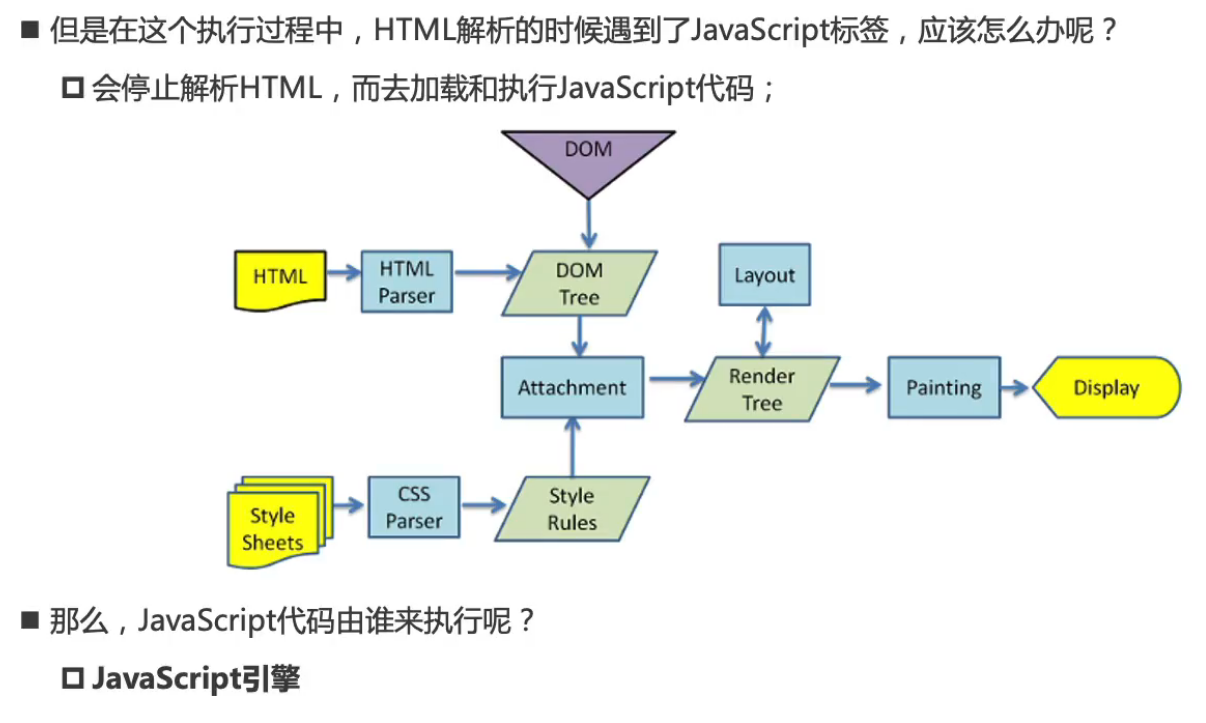 ■ 但是在这个执行过程中，HTML解析的时候遇到了JavaScript标签，应该怎么办呢？
会停止解析HTML，而去加载和执行JavaScript代码；
DOM
HTML
HTML
Parser
DOM
Tree
Layout
Attachment
Render
Tree
Painting
Display
Style
Sheets
CSS
Parser
Style
Rules
■ 那么，JavaScript代码由谁来执行呢？
JavaScript引擎